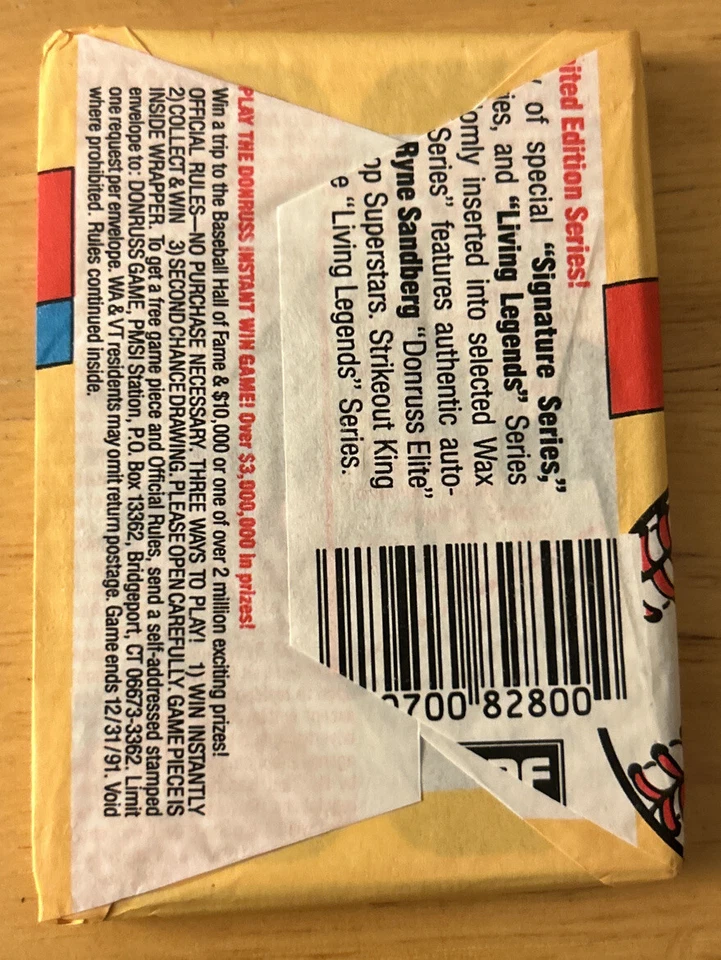 ited Edition Series!
of special "Signature Series,"
ies, and "Living Legends" Series
omly inserted into selected Wax
Series" features authentic auto-
Ryne Sandberg "Donruss Elite"
op Superstars. Strikeout King
e "Living Legends" Series.
700 82800
PLAY THE DONRUSS INSTANT WIN GAME! Over $3,000,000 in prizes!
Win a trip to the Baseball Hall of Fame & $10,000 or one of over 2 million exciting prizes!
OFFICIAL RULES—NO PURCHASE NECESSARY. THREE WAYS TO PLAY! 1) WIN INSTANTLY
2) COLLECT & WIN 3) SECOND CHANCE DRAWING. PLEASE OPEN CAREFULLY. GAME PIECE IS
INSIDE WRAPPER. To get a free game piece and Official Rules, send a self-addressed stamped
envelope to: DONRUSS GAME, PMSI Station, P.O. Box 13362, Bridgeport, CT 06673-3362. Limit
one request per envelope. WA & VT residents may omit return postage. Game ends 12/31/91. Void
where prohibited. Rules continued inside.